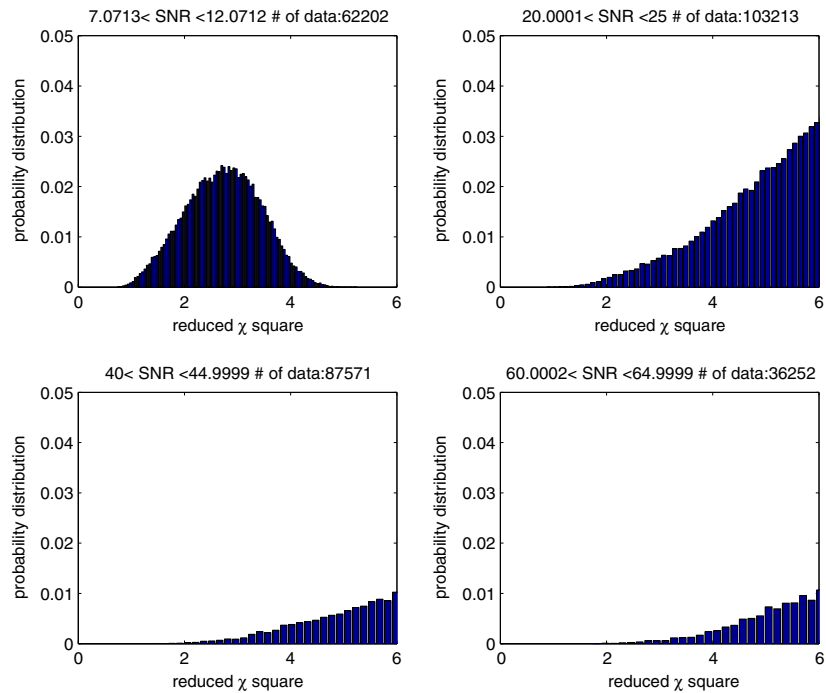 7.0713< SNR <12.0712 # of data:62202
0.05
0.04
0.03
0.02
0.01
0
0 2 4 6
probability distribution
reduced χ square
20.0001< SNR <25 # of data:103213
0.05
0.04
0.03
0.02
0.01
0
0 2 4 6
probability distribution
reduced χ square
40< SNR <44.9999 # of data:87571
0.05
0.04
0.03
0.02
0.01
0
0 2 4 6
probability distribution
reduced χ square
60.0002< SNR <64.9999 # of data:36252
0.05
0.04
0.03
0.02
0.01
0
0 2 4 6
probability distribution
reduced χ square